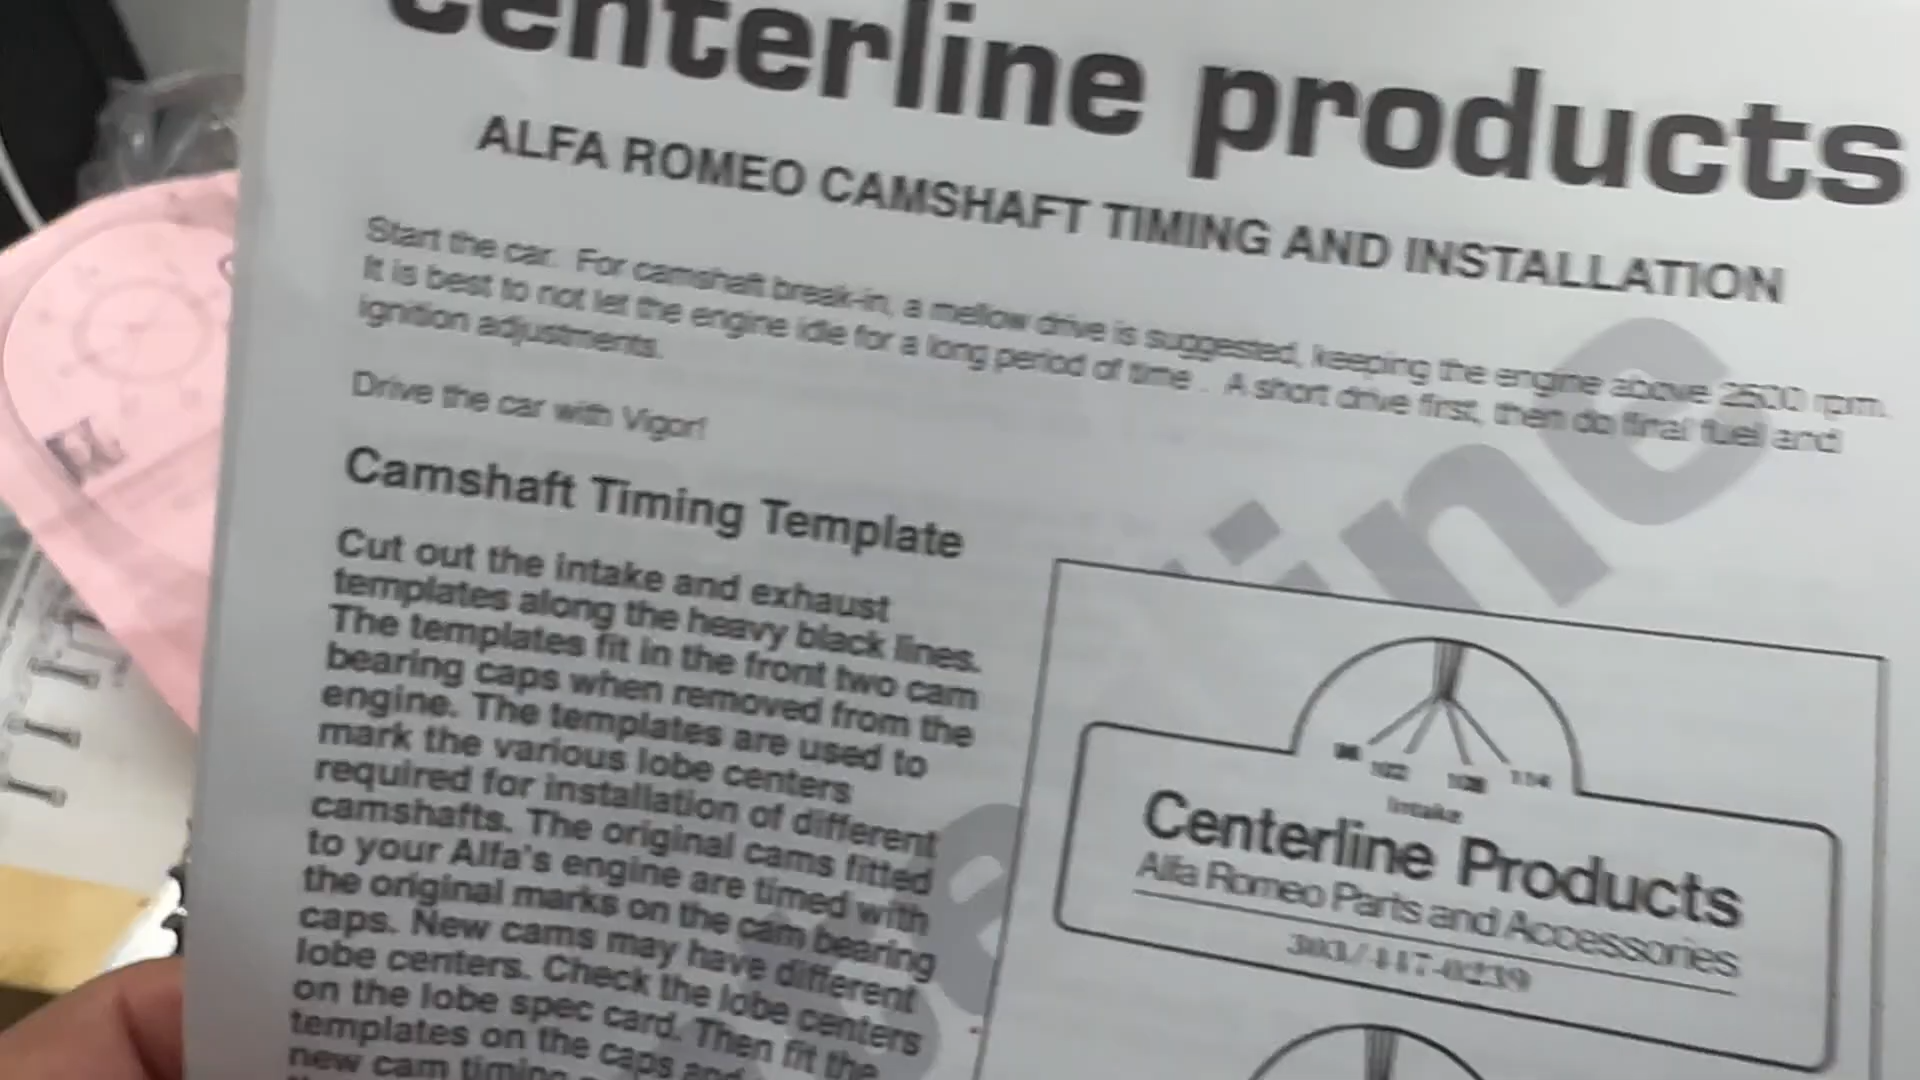 centerline products
ALFA ROMEO CAMSHAFT TIMING AND INSTALLATION
Start the car. For camshaft break-in, a mellow drive is suggested, keeping the engine above 2500 rpm.
It is best to not let the engine idle for a long period of time. A short drive first, then do final fuel and
ignition adjustments.
Drive the car with Vigor!
Camshaft Timing Template
Cut out the intake and exhaust
templates along the heavy black lines.
The templates fit in the front two cam
bearing caps when removed from the
engine. The templates are used to
mark the various lobe centers
required for installation of different
camshafts. The original cams fitted
to your Alfa's engine are timed with
the original marks on the cam bearing
caps. New cams may have different
lobe centers. Check the lobe centers
on the lobe spec card. Then fit the
templates on the caps and
new cam timing
102 108 114
Intake
Centerline Products
Alfa Romeo Parts and Accessories
303/447-0239